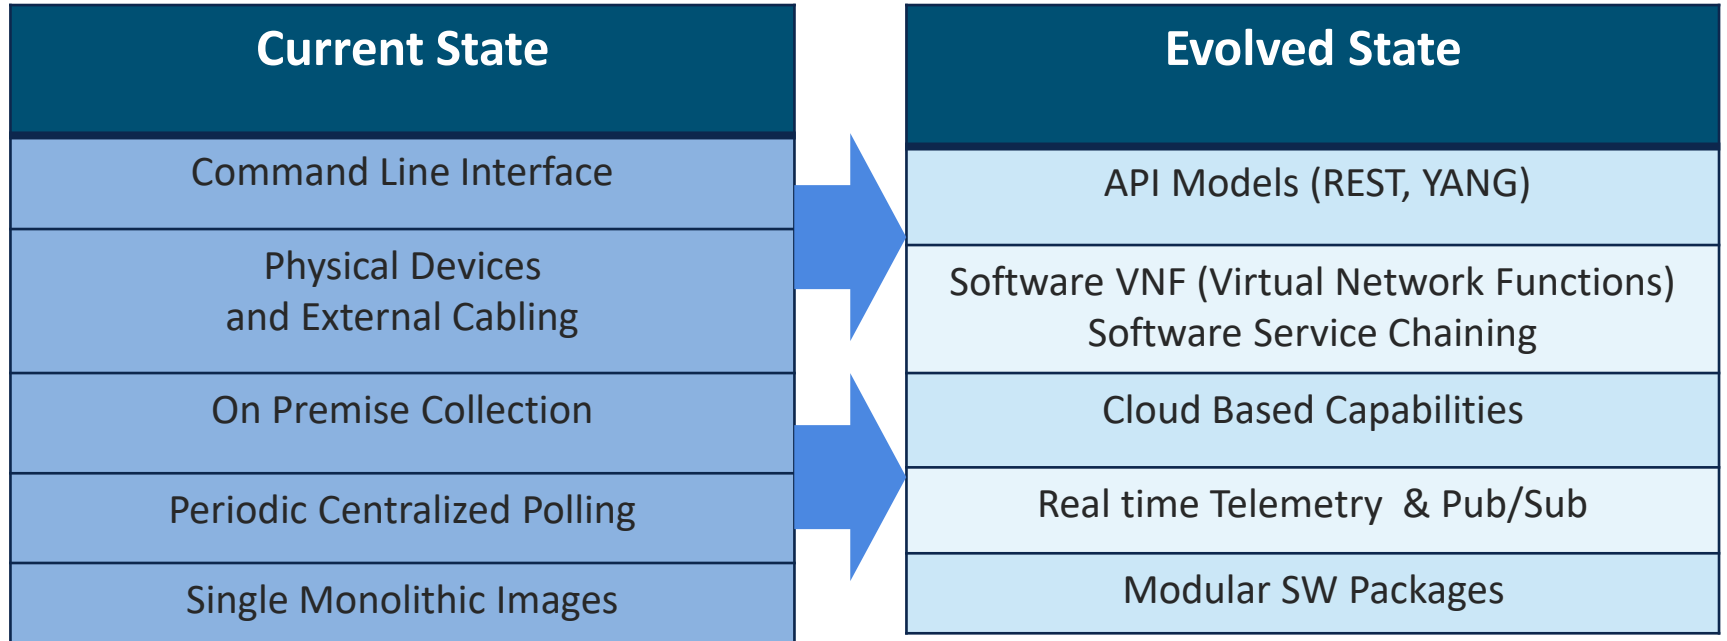 Current State
Command Line Interface
Physical Devices
and External Cabling
On Premise Collection
Periodic Centralized Polling
Single Monolithic Images
Evolved State
API Models (REST, YANG)
Software VNF (Virtual Network Functions)
Software Service Chaining
Cloud Based Capabilities
Real time Telemetry  & Pub/Sub
Modular SW Packages